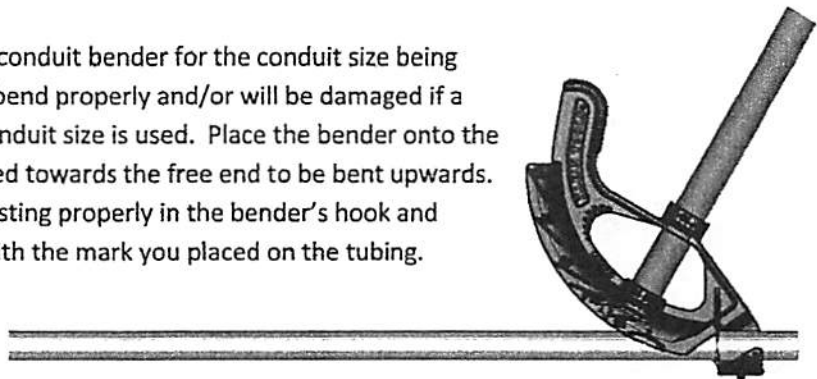 conduit bender for the conduit size being
bend properly and/or will be damaged if a
nduit size is used. Place the bender onto the
ed towards the free end to be bent upwards.
sting properly in the bender's hook and
th the mark you placed on the tubing.